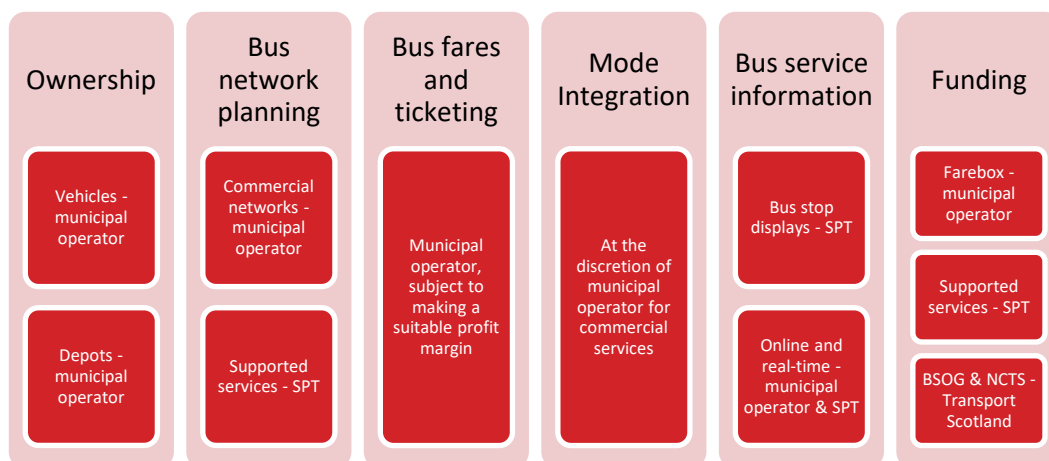 Ownership
Vehicles -
municipal
operator
Depots -
municipal
operator
Bus
network
planning
Commercial
networks -
municipal
operator
Supported
services - SPT
Bus fares
and
ticketing
Municipal
operator,
subject to
making a
suitable profit
margin
Mode
Integration
At the
discretion of
municipal
operator for
commercial
services
Bus service
information
Bus stop
displays - SPT
Online and
real-time -
municipal
operator & SPT
Funding
Farebox -
municipal
operator
Supported
services - SPT
BSOG & NCTS -
Transport
Scotland